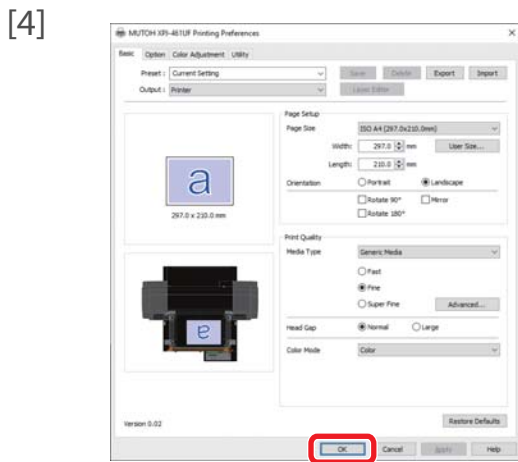 [4]
MUTOH XPJ-461UF Printing Preferences
Basic Option Color Adjustment Utility
Preset : Current Setting Save Delete Export Import
Output : Printer Layer Editor
Page Setup
Page Size ISO A4 (297.0x210.0mm)
Width: 297.0 mm User Size...
Length: 210.0 mm
Orientation Portrait Landscape
Rotate 90° Mirror
Rotate 180°
a
297.0 x 210.0 mm
Print Quality
Media Type Generic Media
Fast
Fine
Super Fine Advanced...
Head Gap Normal Large
Color Mode Color
a
Version 0.02 Restore Defaults
OK Cancel Apply Help